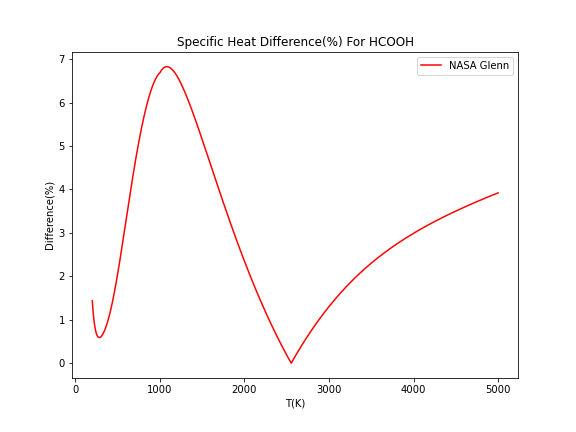 Specific Heat Difference(%) For HCOOH
NASA Glenn
7
6
5
4
3
2
1
0
Difference(%)
0 1000 2000 3000 4000 5000
T(K)